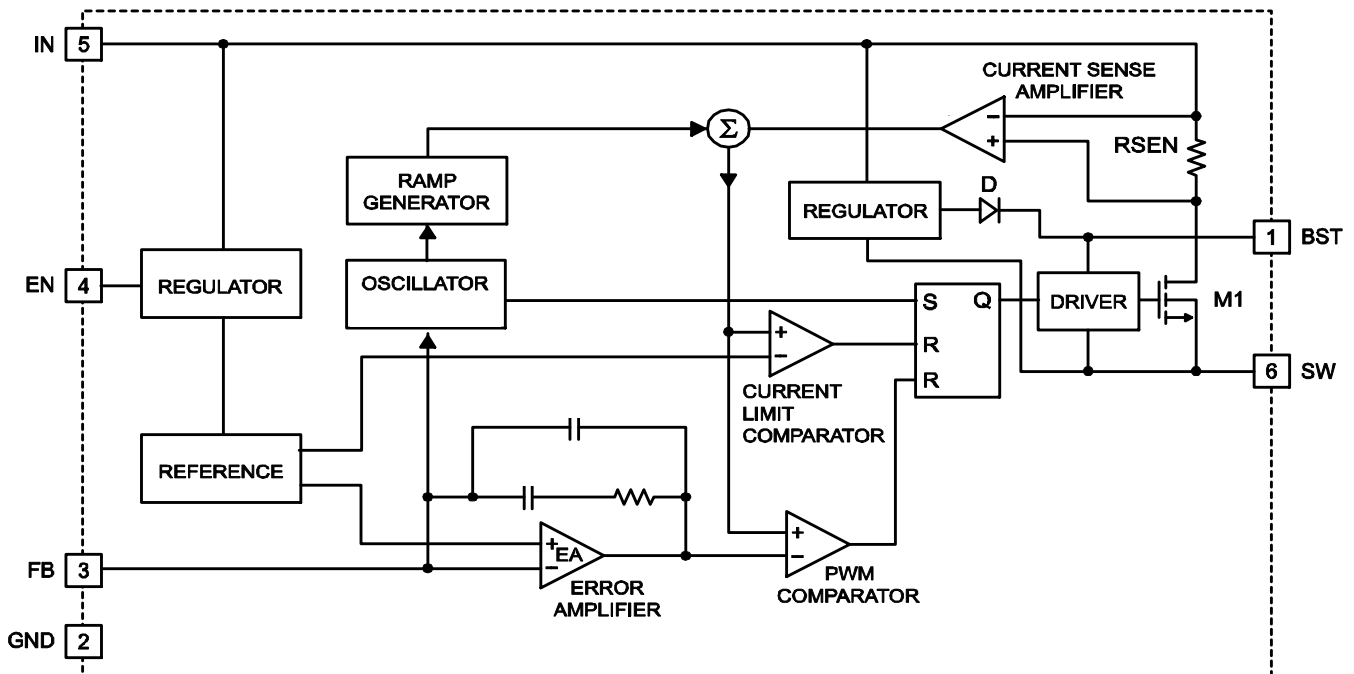 IN 5
CURRENT SENSE
AMPLIFIER
Σ
−
+
RSEN
RAMP
GENERATOR
D
REGULATOR
1 BST
EN 4
REGULATOR
OSCILLATOR
DRIVER
M1
S Q
R
R
+
−
6 SW
CURRENT
LIMIT
COMPARATOR
REFERENCE
+
EA
−
+
−
FB 3
ERROR
AMPLIFIER
PWM
COMPARATOR
GND 2